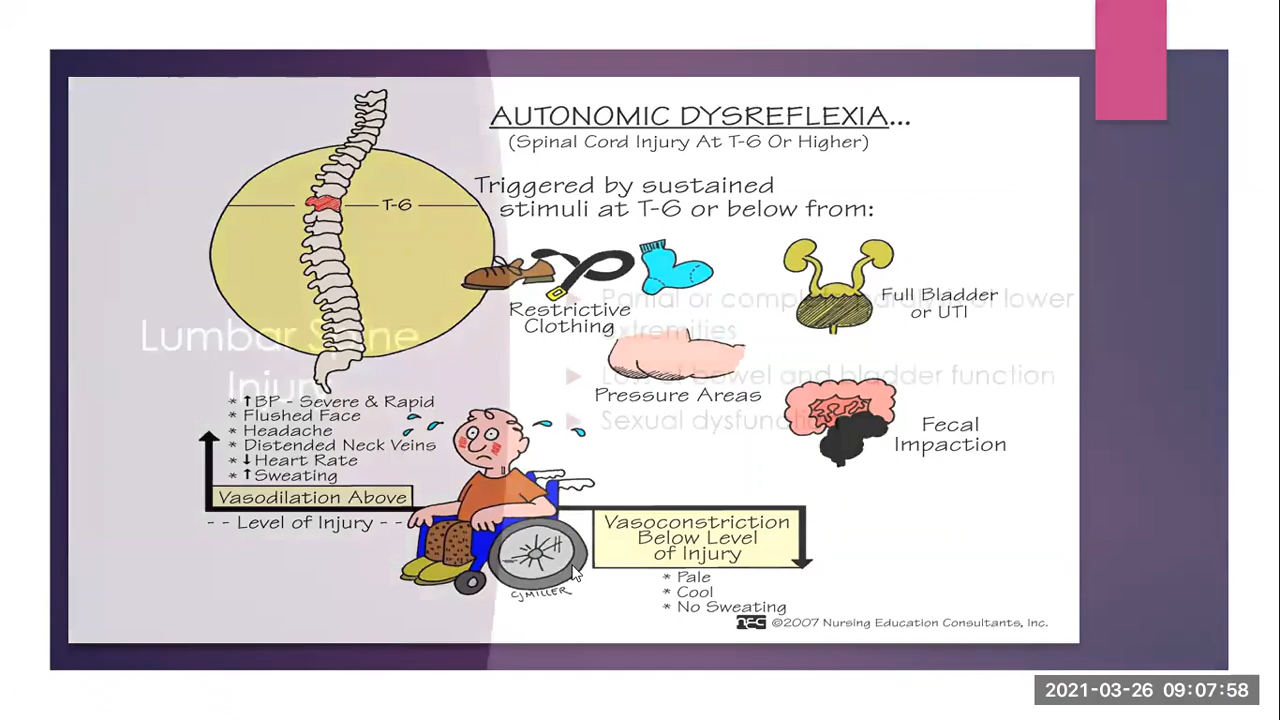 AUTONOMIC DYSREFLEXIA...
(Spinal Cord Injury At T-6 Or Higher)
T-6
Triggered by sustained
stimuli at T-6 or below from:
Restrictive
Clothing
Full Bladder
or UTI
Pressure Areas
Fecal
Impaction
Lumbar Spine
Injury
Partial or lower
extremities
Loss of bowel and bladder function
Sexual
* ↑BP - Severe & Rapid
* Flushed Face
* Headache
* Distended Neck Veins
* ↓Heart Rate
* ↑Sweating
Vasodilation Above
-- Level of Injury --
Vasoconstriction
Below Level
of Injury
* Pale
* Cool
* No Sweating
CJMILLER
nec ©2007 Nursing Education Consultants, Inc.
2021-03-26 09:07:58